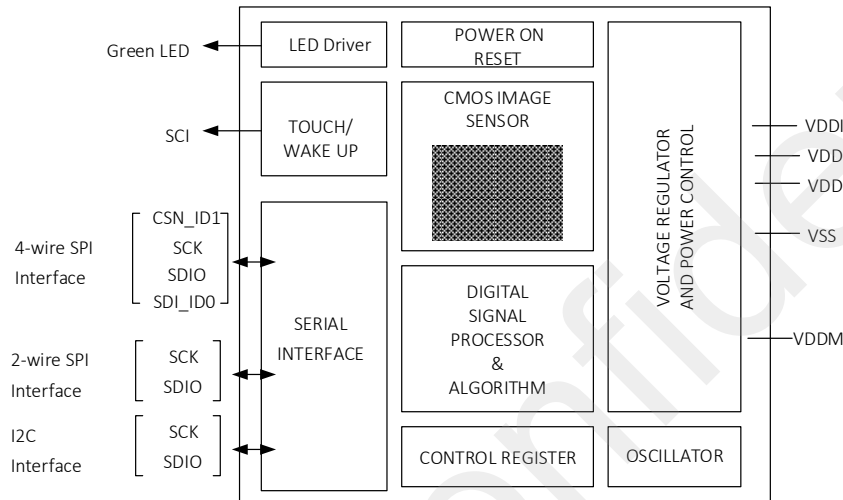 Green LED
LED Driver
POWER ON
RESET
SCI
TOUCH/
WAKE UP
CMOS IMAGE
SENSOR
VOLTAGE REGULATOR
AND POWER CONTROL
VDDI
VDD
VDD
VSS
VDDM
4-wire SPI
Interface
CSN_ID1
SCK
SDIO
SDI_ID0
SERIAL
INTERFACE
DIGITAL
SIGNAL
PROCESSOR
&
ALGORITHM
2-wire SPI
Interface
SCK
SDIO
I2C
Interface
SCK
SDIO
CONTROL REGISTER
OSCILLATOR